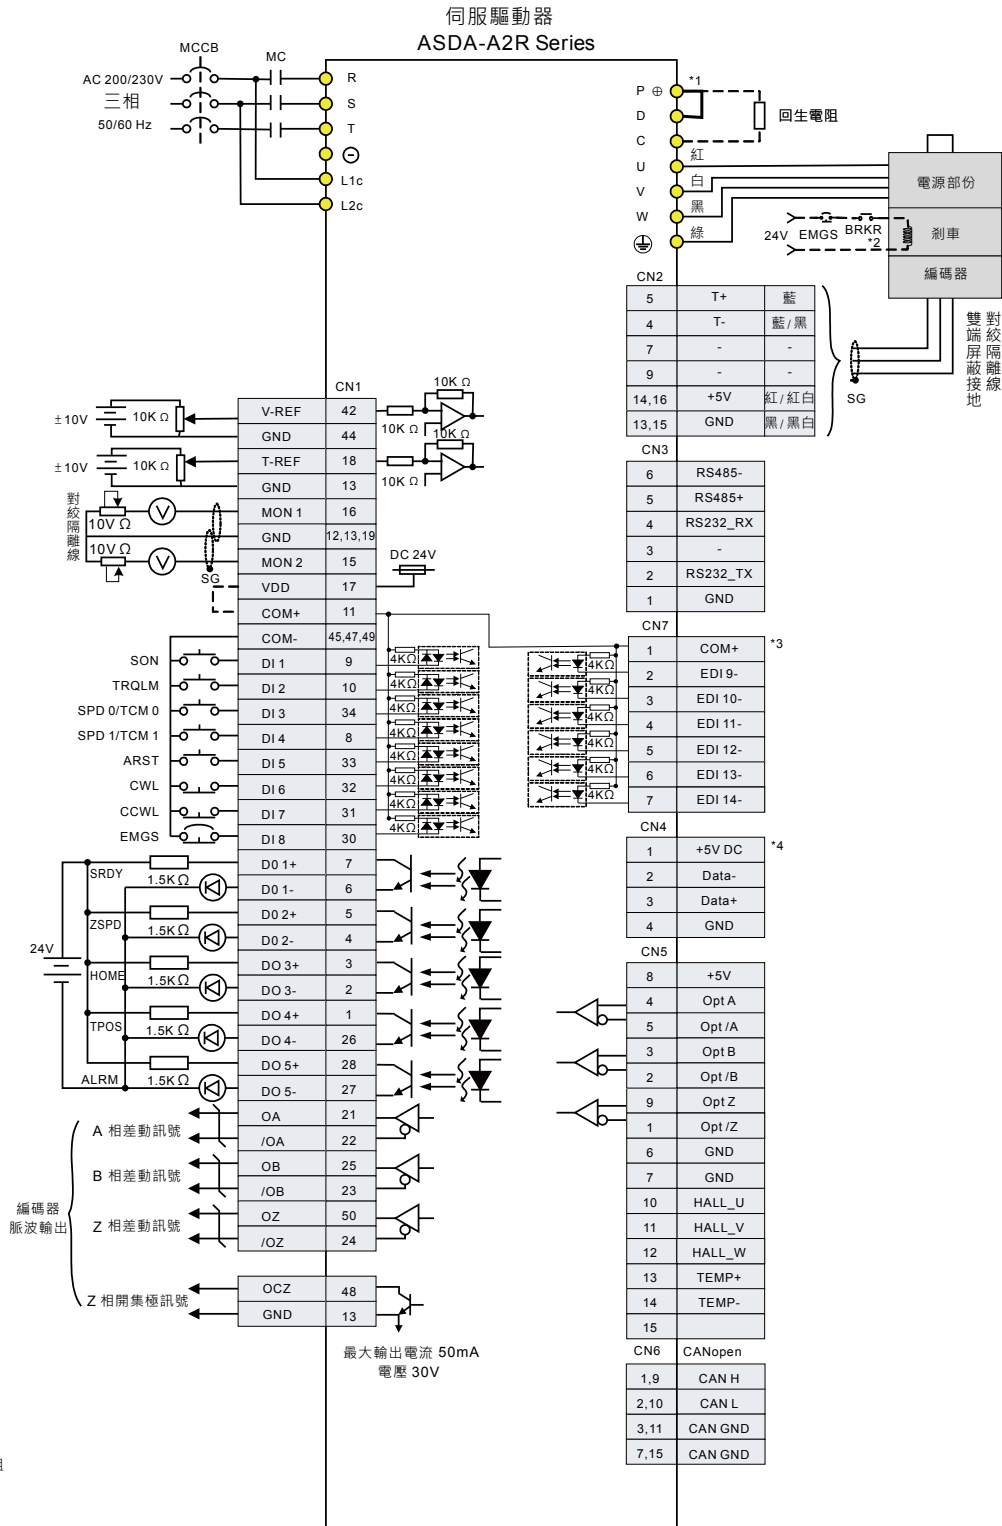 伺服驅動器
ASDA-A2R Series
MCCB
MC
AC 200/230V
三相
50/60 Hz
R
S
T
L1c
L2c
P
*1
D
C
回生電阻
U
紅
V
白
W
黑
綠
電源部份
24V
EMGS
BRKR
*2
剎車
編碼器
CN2
5 T+ 藍
4 T- 藍/黑
7 - -
9 - -
14,16 +5V 紅/紅白
13,15 GND 黑/黑白
SG
對絞隔離線
雙端屏蔽接地
CN3
6 RS485-
5 RS485+
4 RS232_RX
3 -
2 RS232_TX
1 GND
CN7
1 COM+ *3
2 EDI 9-
3 EDI 10-
4 EDI 11-
5 EDI 12-
6 EDI 13-
7 EDI 14-
4KΩ
4KΩ
4KΩ
4KΩ
4KΩ
4KΩ
CN4
1 +5V DC *4
2 Data-
3 Data+
4 GND
CN5
8 +5V
4 Opt A
5 Opt /A
3 Opt B
2 Opt /B
9 Opt Z
1 Opt /Z
6 GND
7 GND
10 HALL_U
11 HALL_V
12 HALL_W
13 TEMP+
14 TEMP-
15
CN6 CANopen
1,9 CAN H
2,10 CAN L
3,11 CAN GND
7,15 CAN GND
CN1
±10V 10K Ω V-REF 42 10K Ω 10K Ω
GND 44
±10V 10K Ω T-REF 18 10K Ω 10K Ω
GND 13
對絞隔離線
10V Ω V MON 1 16
GND 12,13,19
10V Ω V MON 2 15
SG
DC 24V
VDD 17
COM+ 11
COM- 45,47,49
SON DI 1 9 4KΩ
TRQLM DI 2 10 4KΩ
SPD 0/TCM 0 DI 3 34 4KΩ
SPD 1/TCM 1 DI 4 8 4KΩ
ARST DI 5 33 4KΩ
CWL DI 6 32 4KΩ
CCWL DI 7 31 4KΩ
EMGS DI 8 30 4KΩ
24V
SRDY 1.5K Ω D0 1+ 7
D0 1- 6
ZSPD 1.5K Ω D0 2+ 5
D0 2- 4
HOME 1.5K Ω DO 3+ 3
DO 3- 2
TPOS 1.5K Ω DO 4+ 1
DO 4- 26
ALRM 1.5K Ω DO 5+ 28
DO 5- 27
編碼器
脈波輸出
A 相差動訊號
OA 21
/OA 22
B 相差動訊號
OB 25
/OB 23
Z 相差動訊號
OZ 50
/OZ 24
Z 相開集極訊號
OCZ 48
GND 13
最大輸出電流 50mA
電壓 30V